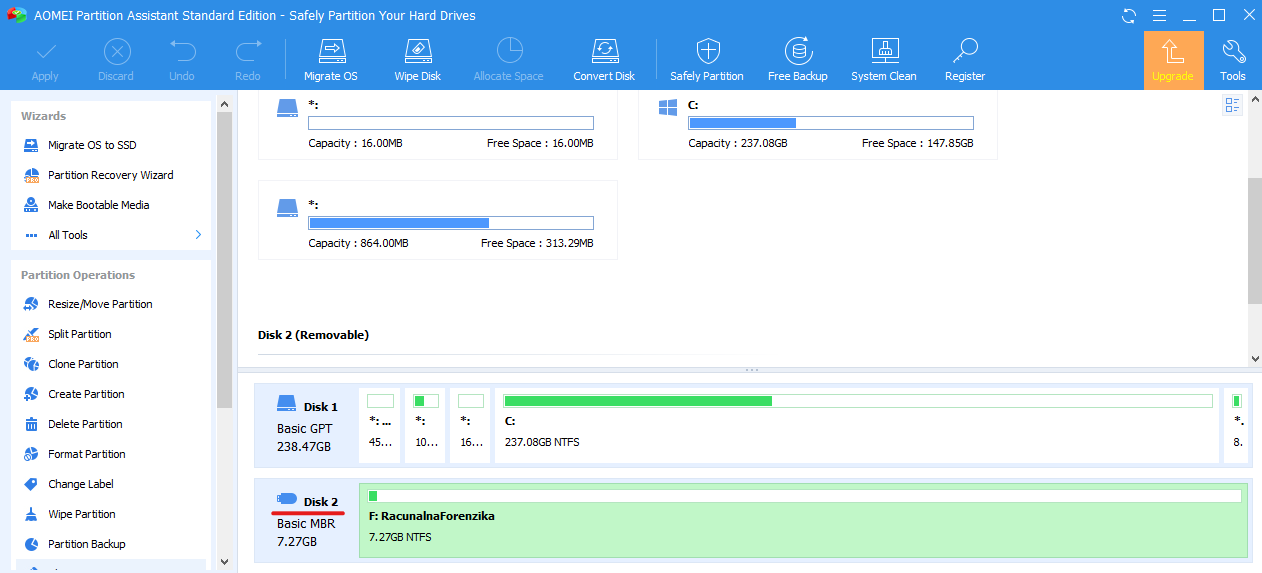 AOMEI Partition Assistant Standard Edition - Safely Partition Your Hard Drives
Apply
Discard
Undo
Redo
Migrate OS
Wipe Disk
Allocate Space
Convert Disk
Safely Partition
Free Backup
System Clean
Register
Upgrade
Tools
Wizards
Migrate OS to SSD
PRO
Partition Recovery Wizard
Make Bootable Media
All Tools
Partition Operations
Resize/Move Partition
PRO
Split Partition
Clone Partition
Create Partition
Delete Partition
Format Partition
Change Label
Wipe Partition
Partition Backup
*:
Capacity : 16.00MB Free Space : 16.00MB
C:
Capacity : 237.08GB Free Space : 147.85GB
*:
Capacity : 864.00MB Free Space : 313.29MB
Disk 2 (Removable)
Disk 1
Basic GPT
238.47GB
*: ...
45...
*:
10...
*:
16...
C:
237.08GB NTFS
*.
8.
Disk 2
Basic MBR
7.27GB
F: RacunalnaForenzika
7.27GB NTFS